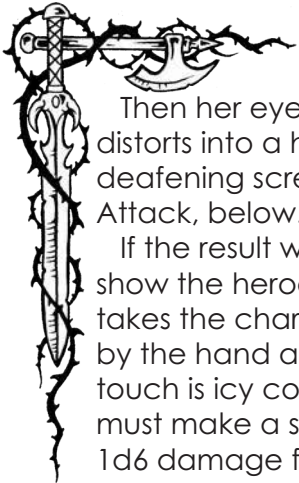 Then her eye
distorts into a h
deafening scre
Attack, below.
If the result w
show the heroe
takes the char
by the hand a
touch is icy co
must make a s
1d6 damage f